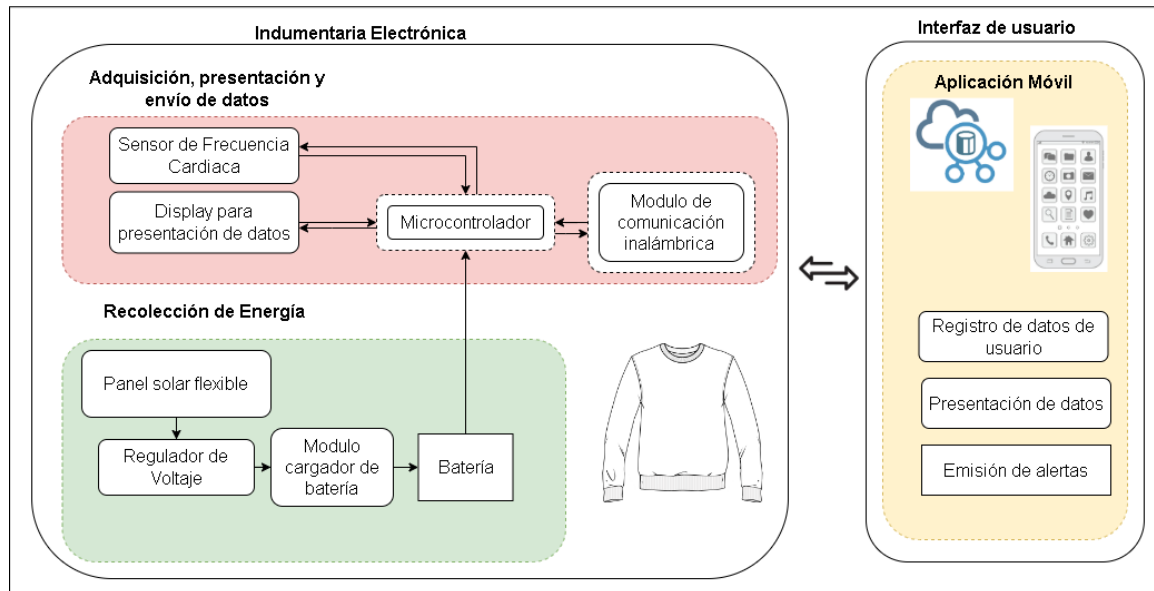 Indumentaria Electrónica
Adquisición, presentación y
envío de datos
Sensor de Frecuencia
Cardiaca
Display para
presentación de datos
Microcontrolador
Modulo de
comunicación
inalámbrica
Recolección de Energía
Panel solar flexible
Regulador de
Voltaje
Modulo
cargador de
batería
Batería
Interfaz de usuario
Aplicación Móvil
Registro de datos de
usuario
Presentación de datos
Emisión de alertas